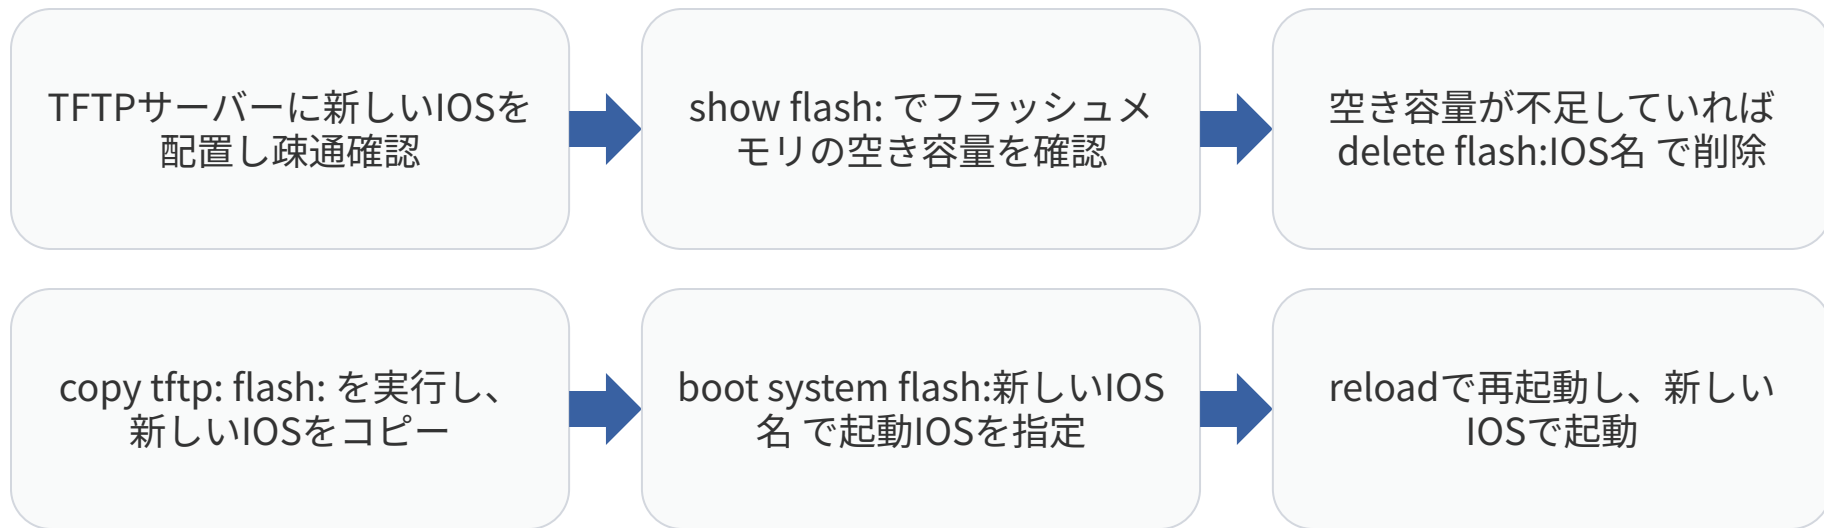 TFTPサーバーに新しいIOSを
配置し疎通確認
show flash: でフラッシュメ
モリの空き容量を確認
空き容量が不足していれば
delete flash:IOS名 で削除
copy tftp: flash: を実行し、
新しいIOSをコピー
boot system flash:新しいIOS
名 で起動IOSを指定
reloadで再起動し、新しい
IOSで起動